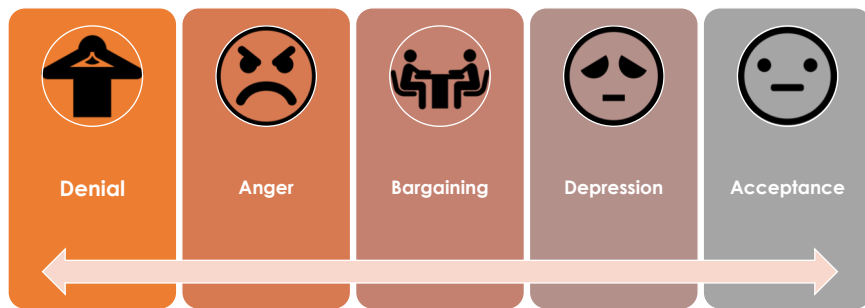 Denial
Anger
Bargaining
Depression
Acceptance